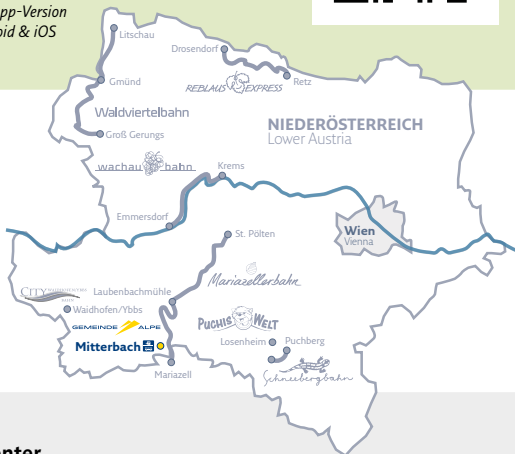 pp-Version
oid & iOS
Litschau
Drosendorf
Gmünd
REBLAUS EXPRESS
Retz
Waldviertelbahn
NIEDERÖSTERREICH
Lower Austria
Groß Gerungs
wachau bahn
Krems
Emmersdorf
Wien
Vienna
St. Pölten
Mariazellerbahn
CITY
Laubenbachmühle
Waidhofen/Ybbs
PUCHIS WELT
GEMEINDE ALPE
Mitterbach
Losenheim
Puchberg
Mariazell
Schneebergbahn
nter